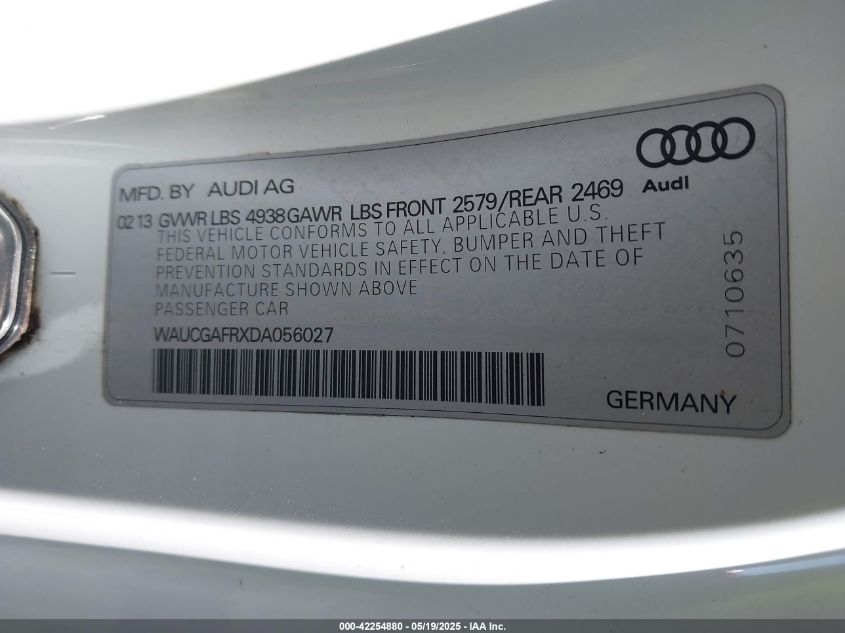 MFD. BY AUDI AG
Audi
02 13 GVWR LBS 4938 GAWR LBS FRONT 2579/REAR 2469
THIS VEHICLE CONFORMS TO ALL APPLICABLE U.S.
FEDERAL MOTOR VEHICLE SAFETY, BUMPER AND THEFT
PREVENTION STANDARDS IN EFFECT ON THE DATE OF
MANUFACTURE SHOWN ABOVE
PASSENGER CAR
WAUCGAFRXDA056027
0710635
GERMANY
000-42254880 - 05/19/2025 - IAA Inc.